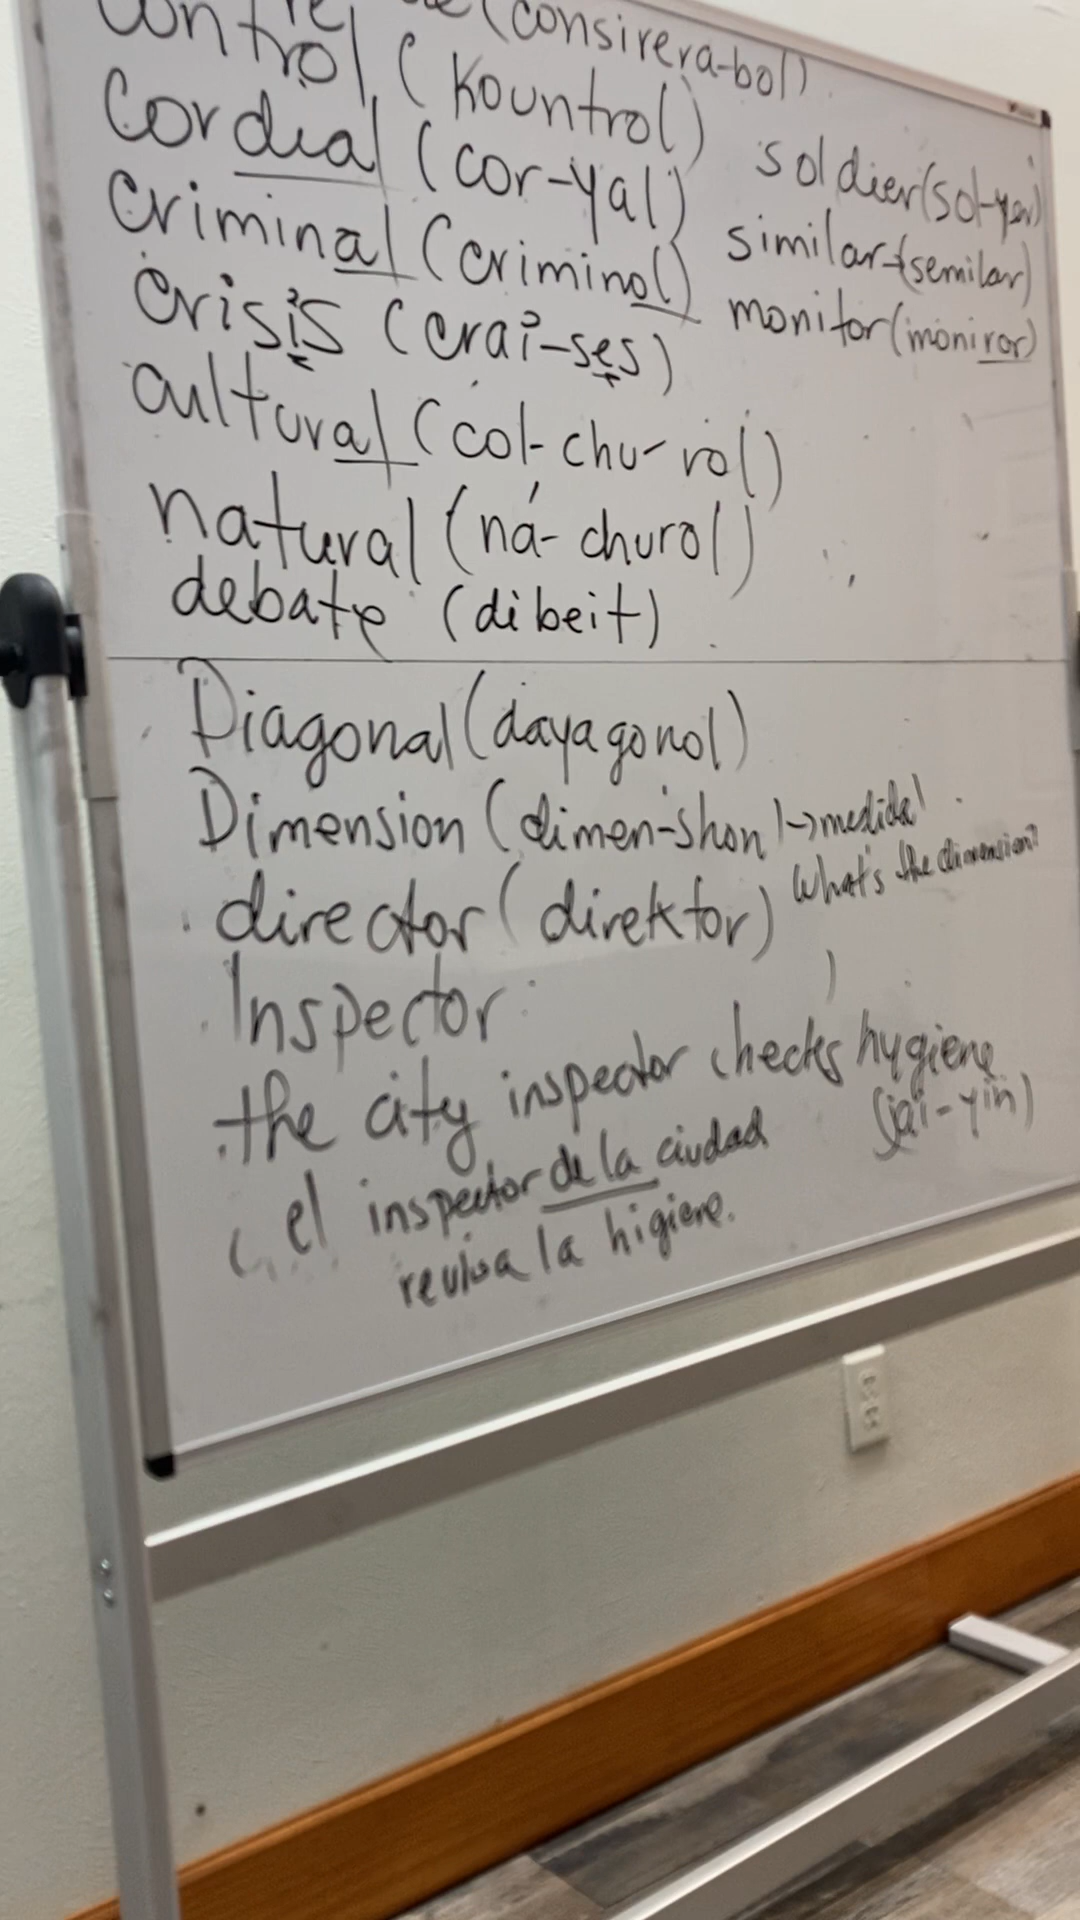 (consirera-bol)
control (kountrol)
cordial (cor-yal)
criminal (criminol)
crisis (crai-ses)
cultural (col-chu-rol)
natural (ná-churol)
debate (dibeit)
soldier (sol-yer)
similar (semilar)
monitor (moniror)
Diagonal (dayagonol)
Dimension (dimen-shon) → medida
What's the dimension?
director (direktor)
Inspector:
the city inspector checks hygiene
(jai-yin)
el inspector de la ciudad
revisa la higiene.